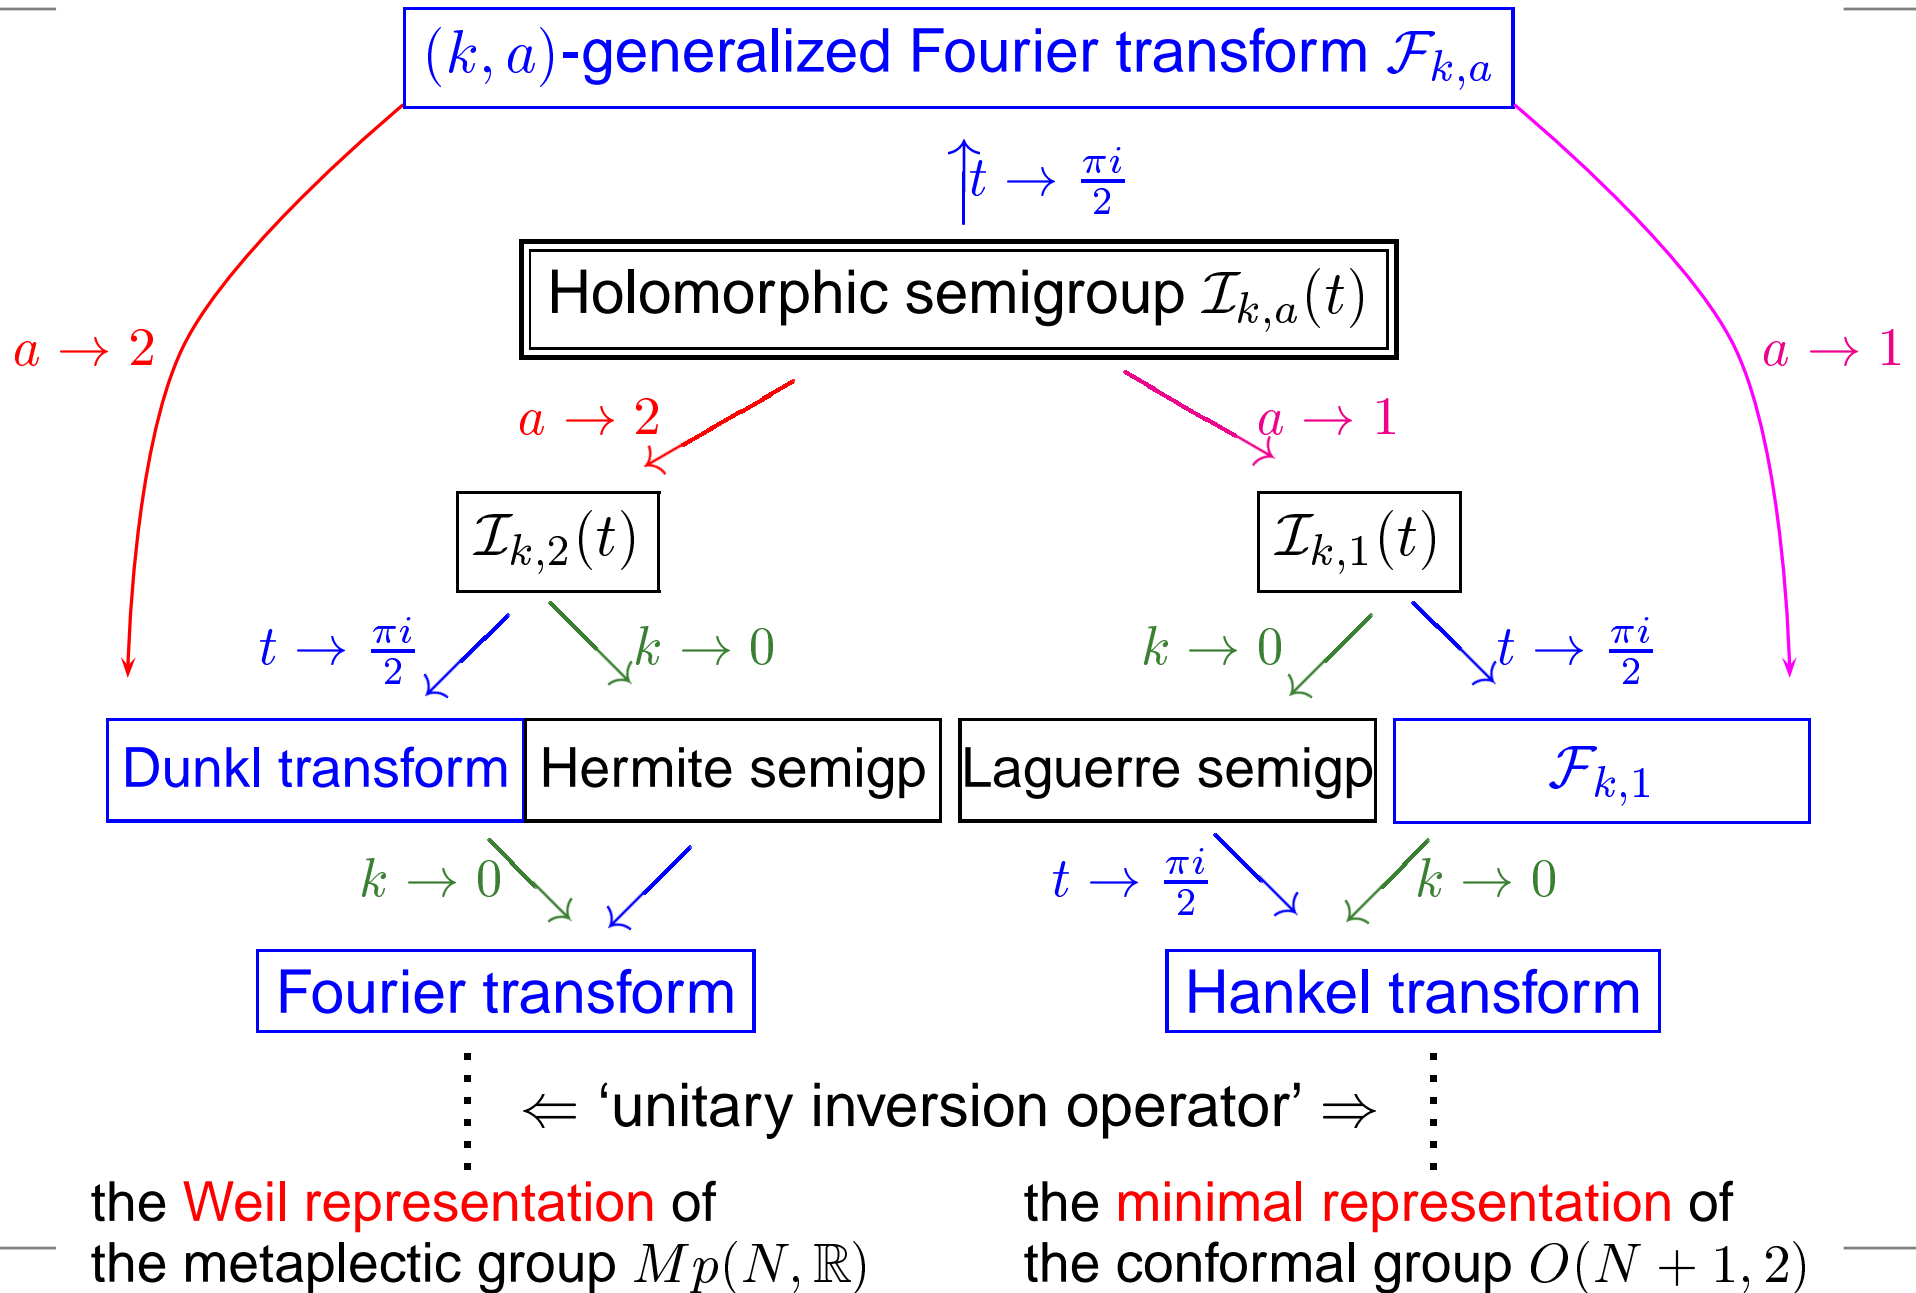 (k, a)-generalized Fourier transform ℱ_{k,a}
t → πi/2
Holomorphic semigroup ℐ_{k,a}(t)
a → 2
a → 1
a → 2
a → 1
ℐ_{k,2}(t)
ℐ_{k,1}(t)
t → πi/2
k → 0
k → 0
t → πi/2
Dunkl transform
Hermite semigp
Laguerre semigp
ℱ_{k,1}
k → 0
t → πi/2
k → 0
Fourier transform
Hankel transform
⇐ ‘unitary inversion operator’ ⇒
the Weil representation of
the metaplectic group Mp(N, ℝ)
the minimal representation of
the conformal group O(N + 1, 2)